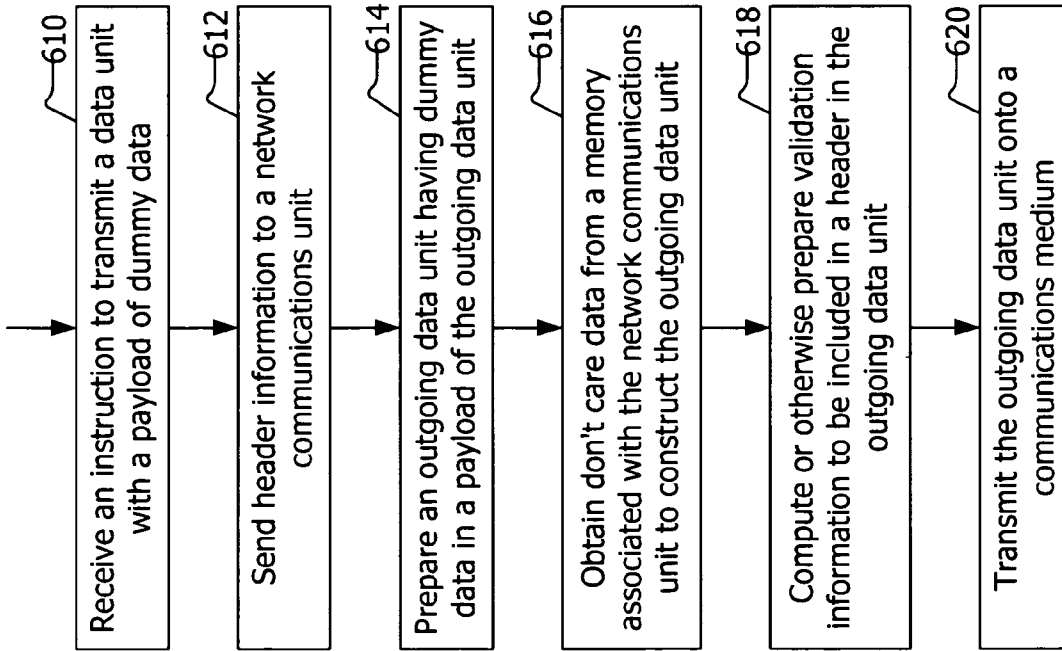 610
Receive an instruction to transmit a data unit
with a payload of dummy data
612
Send header information to a network
communications unit
614
Prepare an outgoing data unit having dummy
data in a payload of the outgoing data unit
616
Obtain don't care data from a memory
associated with the network communications
unit to construct the outgoing data unit
618
Compute or otherwise prepare validation
information to be included in a header in the
outgoing data unit
620
Transmit the outgoing data unit onto a
communications medium